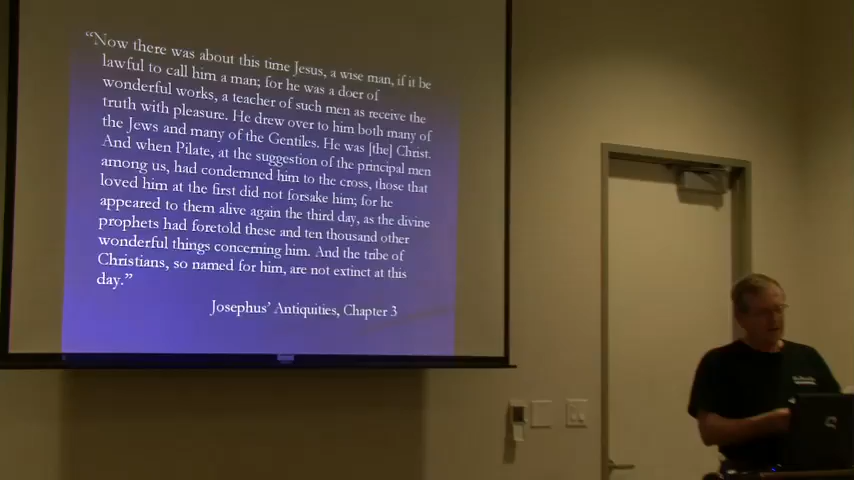 “Now there was about this time Jesus, a wise man, if it be
lawful to call him a man; for he was a doer of
wonderful works, a teacher of such men as receive the
truth with pleasure. He drew over to him both many of
the Jews and many of the Gentiles. He was [the] Christ.
And when Pilate, at the suggestion of the principal men
among us, had condemned him to the cross, those that
loved him at the first did not forsake him; for he
appeared to them alive again the third day, as the divine
prophets had foretold these and ten thousand other
wonderful things concerning him. And the tribe of
Christians, so named for him, are not extinct at this
day.”
Josephus’ Antiquities, Chapter 3